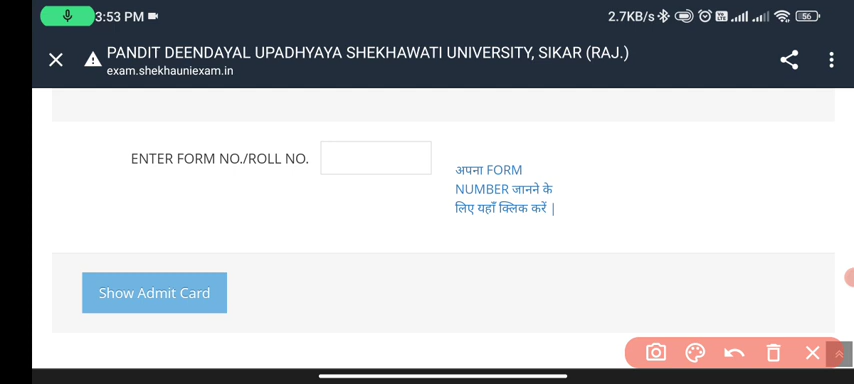 3:53 PM
2.7KB/s
56
PANDIT DEENDAYAL UPADHYAYA SHEKHAWATI UNIVERSITY, SIKAR (RAJ.)
exam.shekhauniexam.in
ENTER FORM NO./ROLL NO.
अपना FORM
NUMBER जानने के
लिए यहाँ क्लिक करें |
Show Admit Card